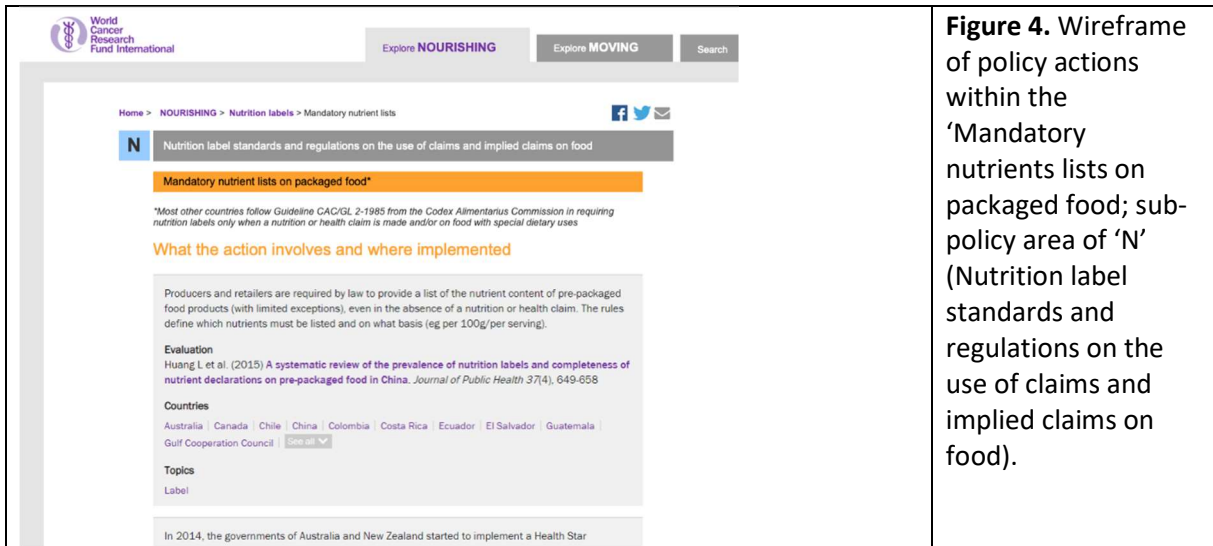 World
Cancer
Research
Fund International
Explore NOURISHING
Explore MOVING
Search
Home > NOURISHING > Nutrition labels > Mandatory nutrient lists
N
Nutrition label standards and regulations on the use of claims and implied claims on food
Mandatory nutrient lists on packaged food*
*Most other countries follow Guideline CAC/GL 2-1985 from the Codex Alimentarius Commission in requiring
nutrition labels only when a nutrition or health claim is made and/or on food with special dietary uses
What the action involves and where implemented
Producers and retailers are required by law to provide a list of the nutrient content of pre-packaged
food products (with limited exceptions), even in the absence of a nutrition or health claim. The rules
define which nutrients must be listed and on what basis (eg per 100g/per serving).
Evaluation
Huang L et al. (2015) A systematic review of the prevalence of nutrition labels and completeness of
nutrient declarations on pre-packaged food in China. Journal of Public Health 37(4), 649-658
Countries
Australia | Canada | Chile | China | Colombia | Costa Rica | Ecuador | El Salvador | Guatemala |
Gulf Cooperation Council | See all
Topics
Label
In 2014, the governments of Australia and New Zealand started to implement a Health Star
Figure 4. Wireframe
of policy actions
within the
‘Mandatory
nutrients lists on
packaged food; sub-
policy area of ‘N’
(Nutrition label
standards and
regulations on the
use of claims and
implied claims on
food).